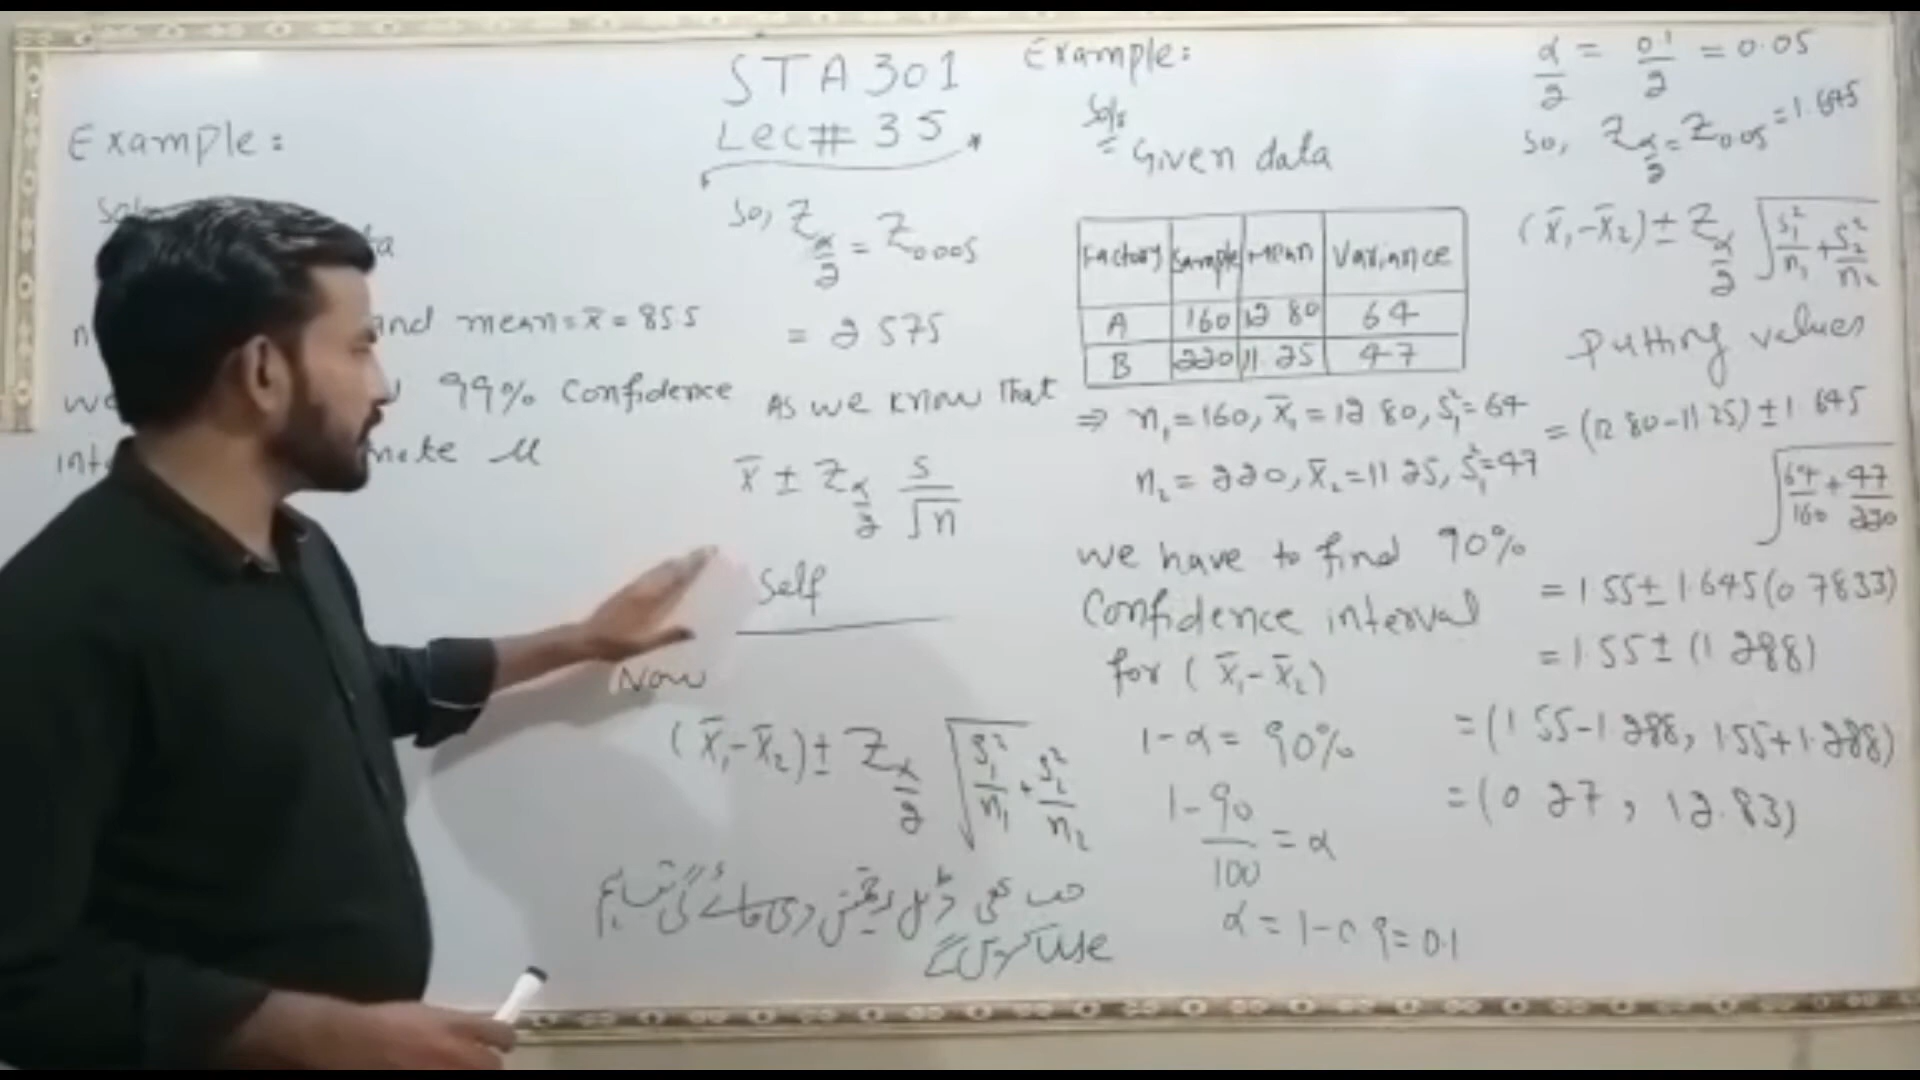 STA301
Lec# 35
Example:
n
and mean = x̄ = 85.5
we
99% Confidence
μ
so, Z_{α/2} = Z_{0.005}
= 2.575
As we know that
x̄ ± Z_{α/2} s/√n
Self
Now
(x̄₁-x̄₂) ± Z_{α/2} √(s₁²/n₁ + s₂²/n₂)
use کریں گے
Example:
Sol:
Given data
Factory Sample Mean Variance
A 160 12.80 64
B 220 11.25 47
⇒ n₁=160, x̄₁=12.80, s₁²=64
n₂=220, x̄₂=11.25, s₁²=47
we have to find 90%
Confidence interval
for (x̄₁-x̄₂)
1-α = 90%
1-90/100 = α
α = 1-0.9 = 0.1
α/2 = 0.1/2 = 0.05
so, Z_{α/2} = Z_{0.05} = 1.645
(x̄₁-x̄₂) ± Z_{α/2} √(s₁²/n₁ + s₂²/n₂)
Putting values
= (12.80-11.25) ± 1.645
√(64/160 + 47/220)
= 1.55 ± 1.645(0.7833)
= 1.55 ± (1.288)
= (1.55-1.288, 1.55+1.288)
= (0.27, 12.83)